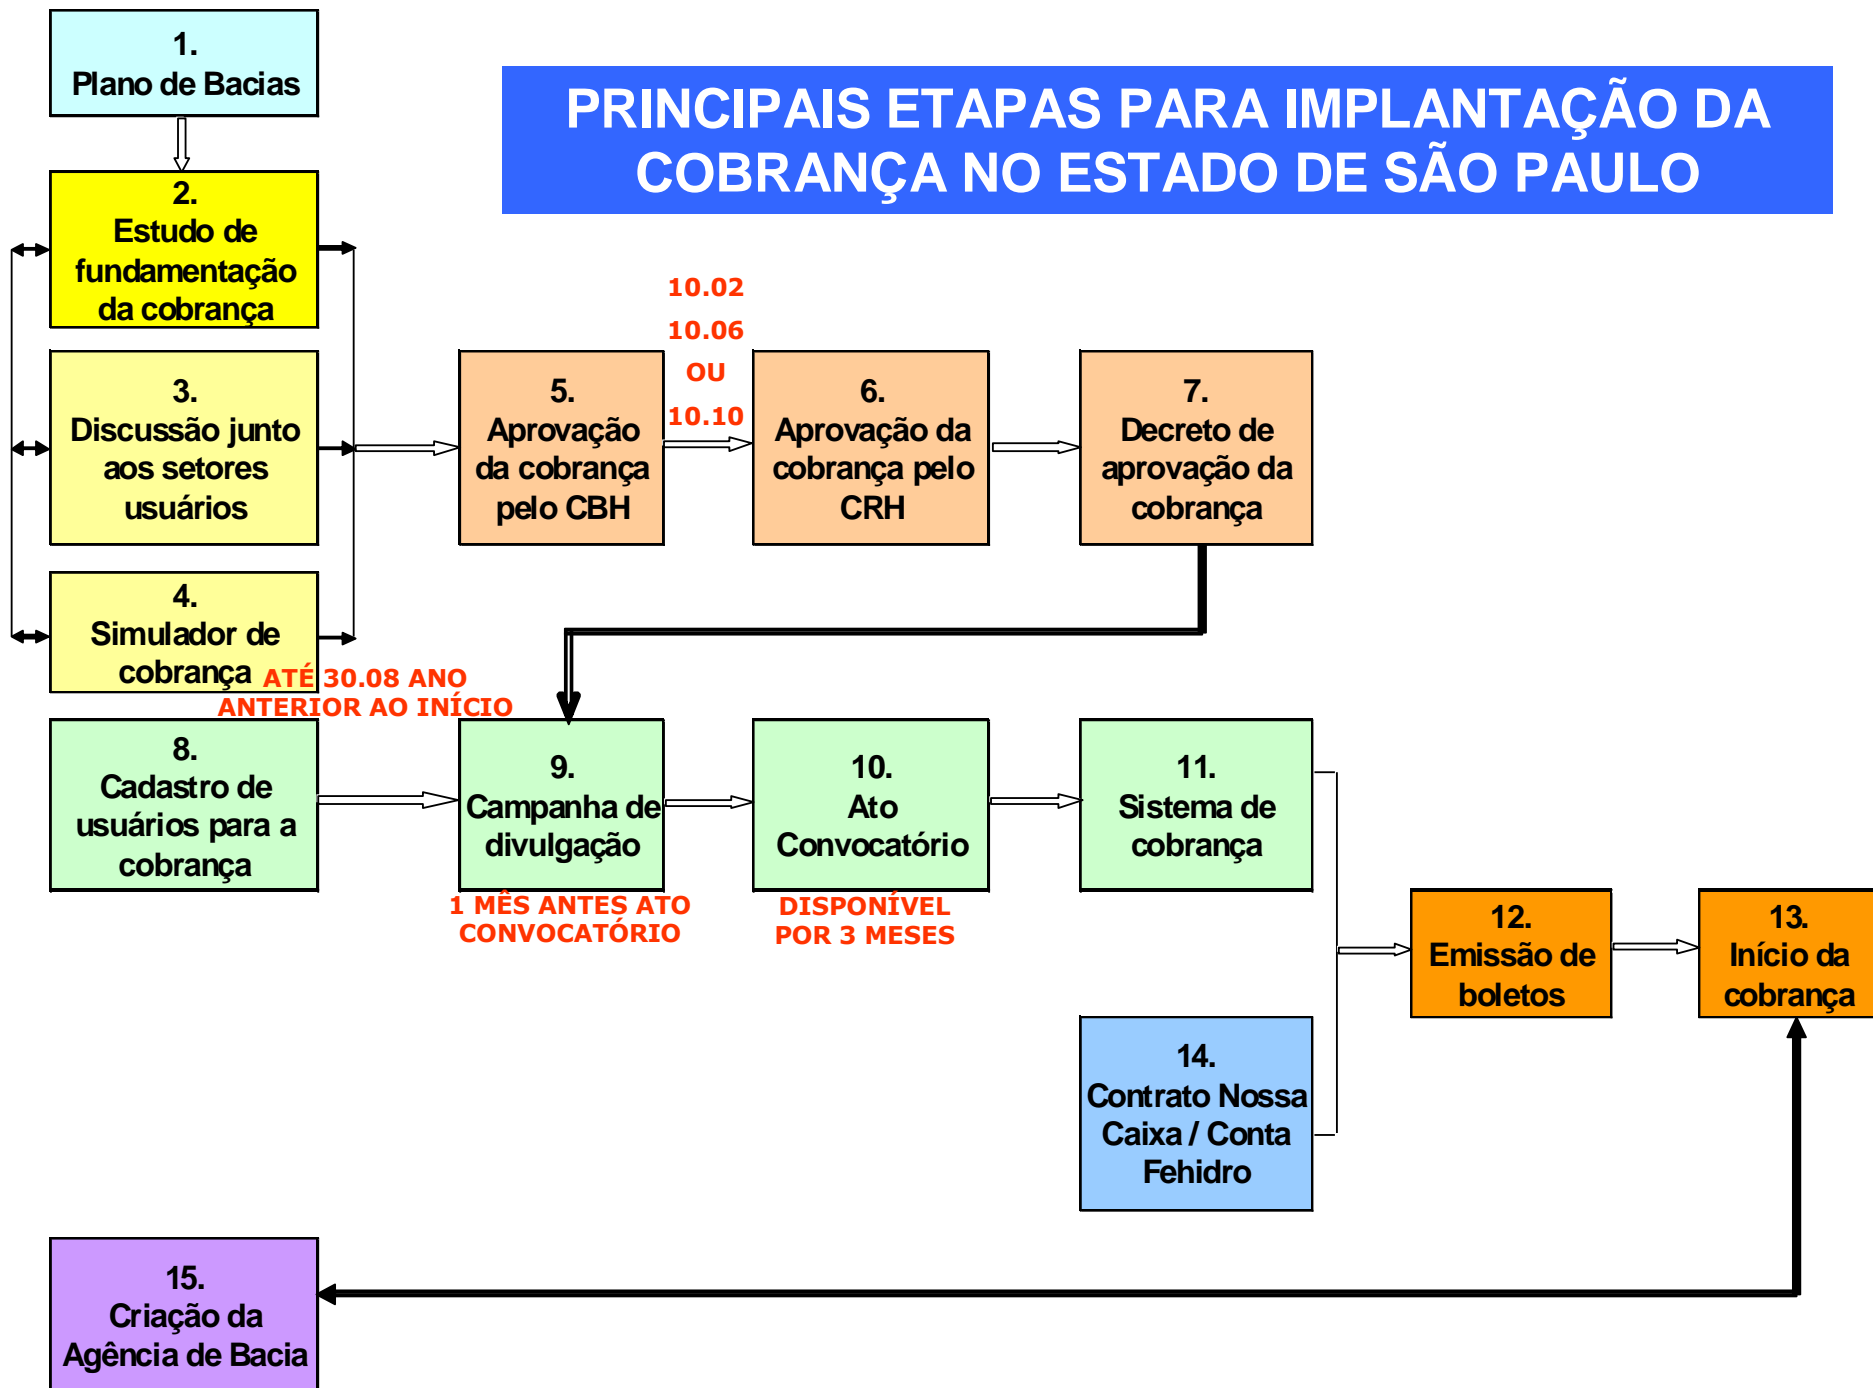 1.
Plano de Bacias
PRINCIPAIS ETAPAS PARA IMPLANTAÇÃO DA
COBRANÇA NO ESTADO DE SÃO PAULO
2.
Estudo de
fundamentação
da cobrança
3.
Discussão junto
aos setores
usuários
4.
Simulador de
cobrança
5.
Aprovação
da cobrança
pelo CBH
10.02
10.06
OU
10.10
6.
Aprovação da
cobrança pelo
CRH
7.
Decreto de
aprovação da
cobrança
ATÉ 30.08 ANO
ANTERIOR AO INÍCIO
8.
Cadastro de
usuários para a
cobrança
9.
Campanha de
divulgação
1 MÊS ANTES ATO
CONVOCATÓRIO
10.
Ato
Convocatório
DISPONÍVEL
POR 3 MESES
11.
Sistema de
cobrança
12.
Emissão de
boletos
13.
Início da
cobrança
14.
Contrato Nossa
Caixa / Conta
Fehidro
15.
Criação da
Agência de Bacia